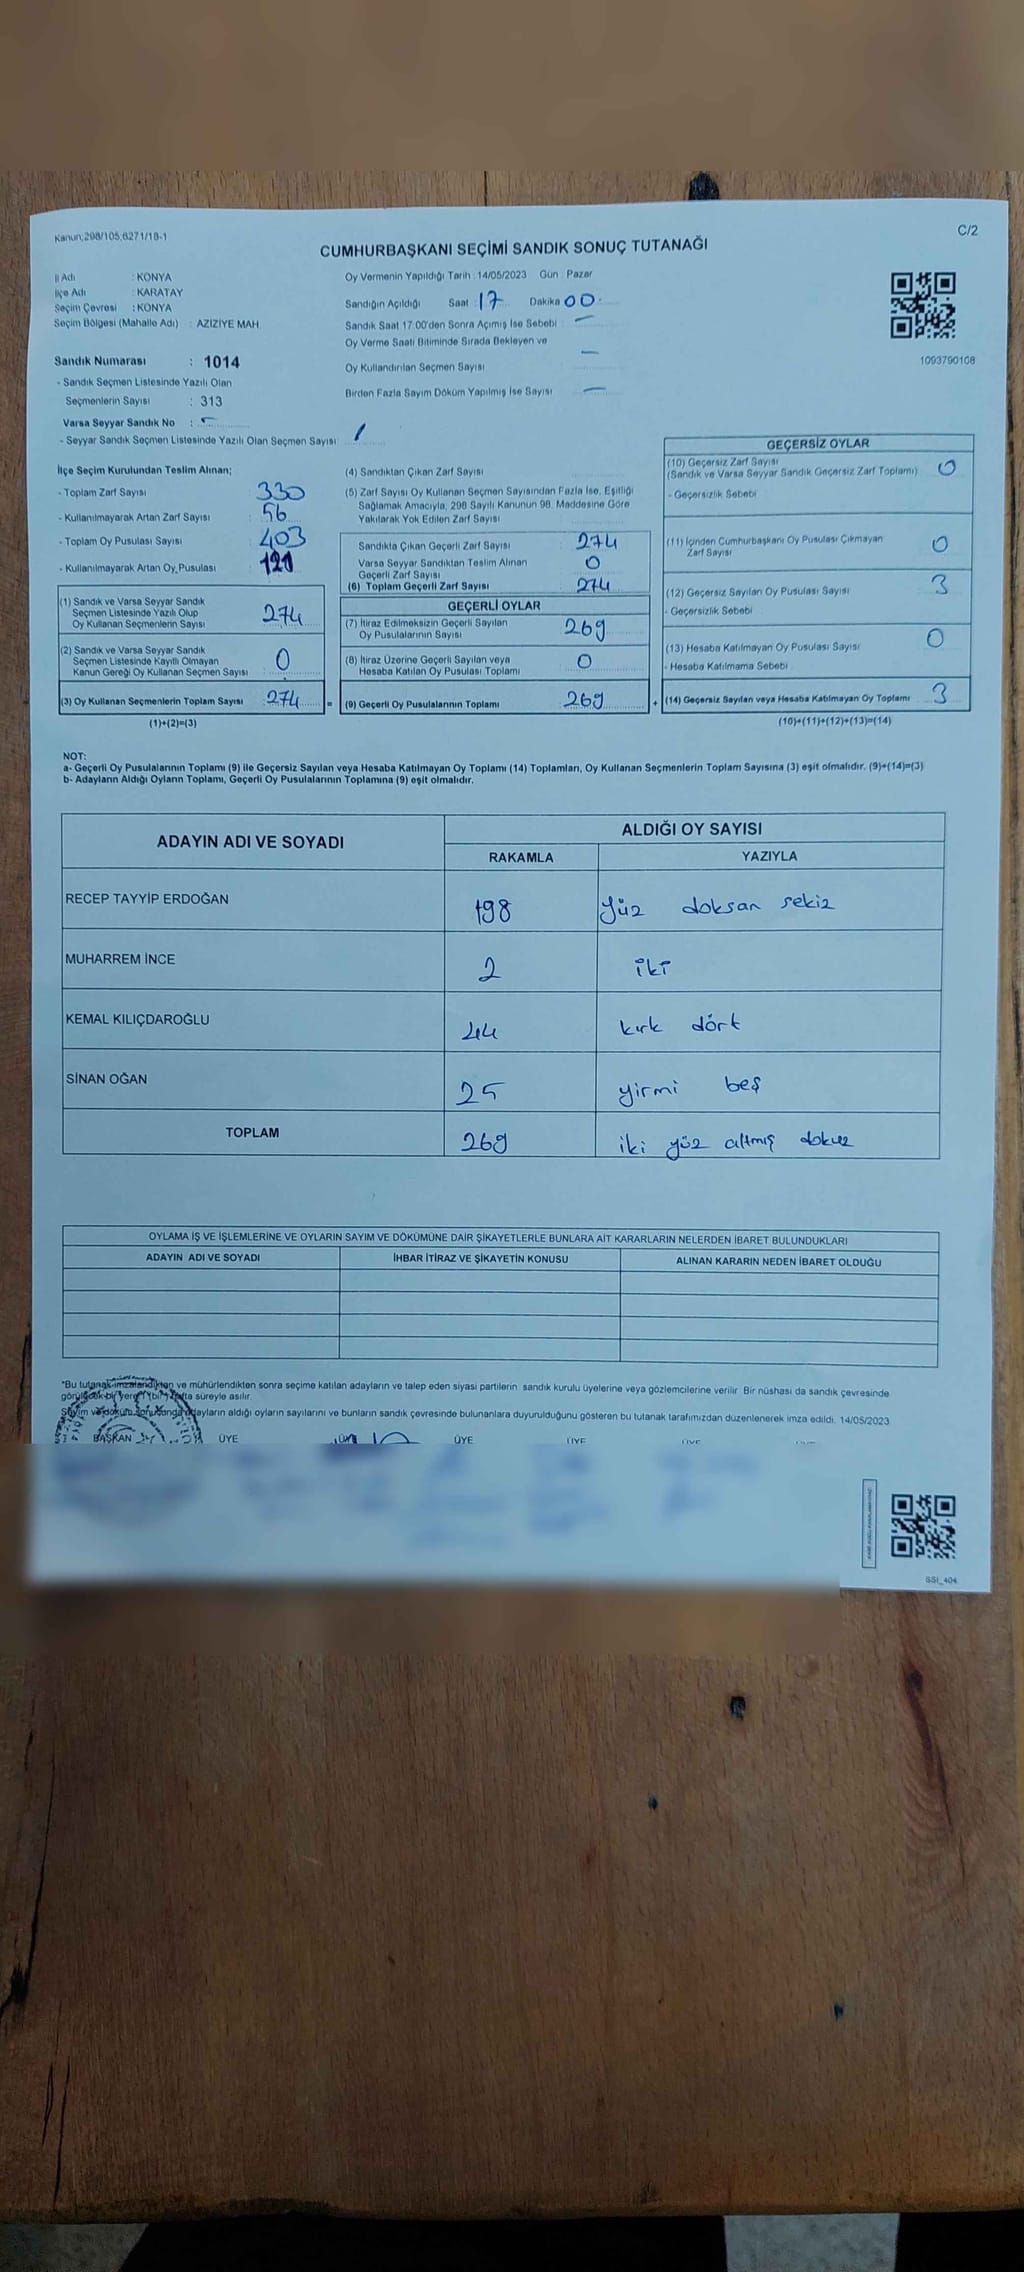 Kanun:298/105,6271/18-1
C/2
CUMHURBAŞKANI SEÇİMİ SANDIK SONUÇ TUTANAĞI
İl Adı : KONYA
İlçe Adı : KARATAY
Seçim Çevresi : KONYA
Seçim Bölgesi (Mahalle Adı) : AZİZİYE MAH.
Oy Vermenin Yapıldığı Tarih : 14/05/2023 Gün : Pazar
Sandığın Açıldığı Saat : 17 Dakika 00
Sandık Saat 17.00'den Sonra Açımış İse Sebebi : —
Oy Verme Saati Bitiminde Sırada Bekleyen ve
Oy Kullandırılan Seçmen Sayısı —
Birden Fazla Sayım Döküm Yapılmış İse Sayısı —
1093790108
Sandık Numarası : 1014
- Sandık Seçmen Listesinde Yazılı Olan
Seçmenlerin Sayısı : 313
Varsa Seyyar Sandık No : -
- Seyyar Sandık Seçmen Listesinde Yazılı Olan Seçmen Sayısı /
İlçe Seçim Kurulundan Teslim Alınan;
- Toplam Zarf Sayısı : 330
- Kullanılmayarak Artan Zarf Sayısı : 56
- Toplam Oy Pusulası Sayısı : 403
- Kullanılmayarak Artan Oy Pusulası : 121
(1) Sandık ve Varsa Seyyar Sandık
Seçmen Listesinde Yazılı Olup
Oy Kullanan Seçmenlerin Sayısı 274
(2) Sandık ve Varsa Seyyar Sandık
Seçmen Listesinde Kayıtlı Olmayan
Kanun Gereği Oy Kullanan Seçmen Sayısı 0
(3) Oy Kullanan Seçmenlerin Toplam Sayısı 274 =
(1)+(2)=(3)
(4) Sandıktan Çıkan Zarf Sayısı
(5) Zarf Sayısı Oy Kullanan Seçmen Sayısından Fazla İse, Eşitliği
Sağlamak Amacıyla, 298 Sayılı Kanunun 98. Maddesine Göre
Yakılarak Yok Edilen Zarf Sayısı
Sandıkta Çıkan Geçerli Zarf Sayısı 274
Varsa Seyyar Sandıktan Teslim Alınan
Geçerli Zarf Sayısı 0
(6) Toplam Geçerli Zarf Sayısı 274
GEÇERLİ OYLAR
(7) İtiraz Edilmeksizin Geçerli Sayılan
Oy Pusulalarının Sayısı 269
(8) İtiraz Üzerine Geçerli Sayılan veya
Hesaba Katılan Oy Pusulası Toplamı 0
(9) Geçerli Oy Pusulalarının Toplamı 269 +
GEÇERSİZ OYLAR
(10) Geçersiz Zarf Sayısı
(Sandık ve Varsa Seyyar Sandık Geçersiz Zarf Toplamı) 0
- Geçersizlik Sebebi
(11) İçinden Cumhurbaşkanı Oy Pusulası Çıkmayan
Zarf Sayısı 0
(12) Geçersiz Sayılan Oy Pusulası Sayısı 3
- Geçersizlik Sebebi
(13) Hesaba Katılmayan Oy Pusulası Sayısı 0
- Hesaba Katılmama Sebebi
(14) Geçersiz Sayılan veya Hesaba Katılmayan Oy Toplamı 3
(10)+(11)+(12)+(13)=(14)
NOT:
a- Geçerli Oy Pusulalarının Toplamı (9) ile Geçersiz Sayılan veya Hesaba Katılmayan Oy Toplamı (14) Toplamları, Oy Kullanan Seçmenlerin Toplam Sayısına (3) eşit olmalıdır. (9)+(14)=(3)
b- Adayların Aldığı Oyların Toplamı, Geçerli Oy Pusulalarının Toplamına (9) eşit olmalıdır.
ADAYIN ADI VE SOYADI ALDIĞI OY SAYISI
RAKAMLA YAZIYLA
RECEP TAYYİP ERDOĞAN 198 yüz doksan sekiz
MUHARREM İNCE 2 iki
KEMAL KILIÇDAROĞLU 44 kırk dört
SİNAN OĞAN 25 yirmi beş
TOPLAM 269 iki yüz altmış dokuz
OYLAMA İŞ VE İŞLEMLERİNE VE OYLARIN SAYIM VE DÖKÜMÜNE DAİR ŞİKAYETLERLE BUNLARA AİT KARARLARIN NELERDEN İBARET BULUNDUKLARI
ADAYIN ADI VE SOYADI İHBAR İTİRAZ VE ŞİKAYETİN KONUSU ALINAN KARARIN NEDEN İBARET OLDUĞU
*Bu tutanak imzalandıktan ve mühürlendikten sonra seçime katılan adayların ve talep eden siyasi partilerin sandık kurulu üyelerine veya gözlemcilerine verilir. Bir nüshası da sandık çevresinde
görülecek bir yere 1 (bir) hafta süreyle asılır.
Sayım ve döküm sonucunda adayların aldığı oyların sayılarını ve bunların sandık çevresinde bulunanlara duyurulduğunu gösteren bu tutanak tarafımızdan düzenlenerek imza edildi. 14/05/2023
BAŞKAN ÜYE ÜYE ÜYE ÜYE ÜYE
SSI_404